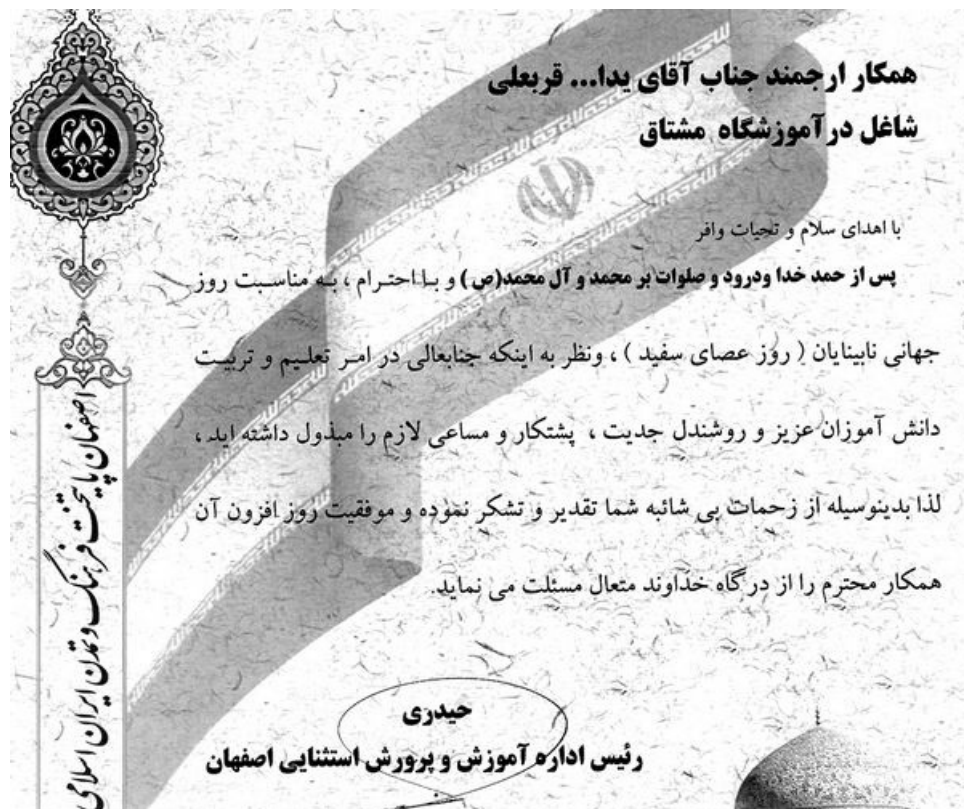 همکار ارجمند جناب آقای یدا... قربعلی
شاغل در آموزشگاه مشتاق
با اهدای سلام و تحیات وافر
پس از حمد خدا ودرود و صلوات بر محمد و آل محمد(ص) و با احترام ، به مناسبت روز
جهانی نابینایان ( روز عصای سفید ) ، ونظر به اینکه جنابعالی در امر تعلیم و تربیت
دانش آموزان عزیز و روشندل جدیت ، پشتکار و مساعی لازم را مبذول داشته اید ،
لذا بدینوسیله از زحمات بی شائبه شما تقدیر و تشکر نموده و موفقیت روز افزون آن
همکار محترم را از درگاه خداوند متعال مسئلت می نماید.
حیدری
رئیس اداره آموزش و پرورش استثنایی اصفهان
اصفهان پایتخت فرهنگ و تمدن ایران اسلامی